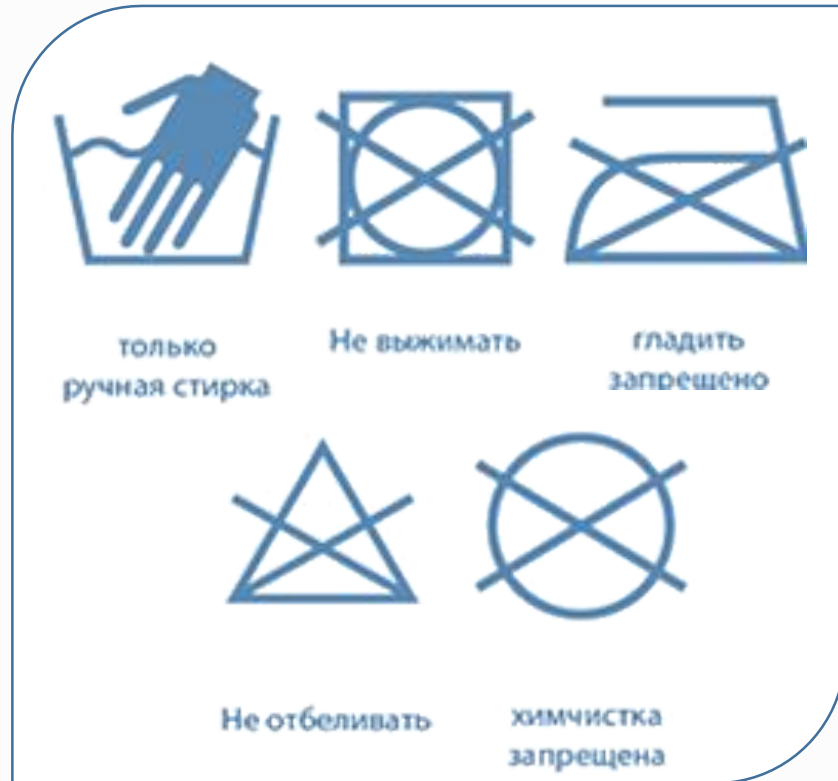 только
ручная стирка
Не выжимать
гладить
запрещено
Не отбеливать
химчистка
запрещена